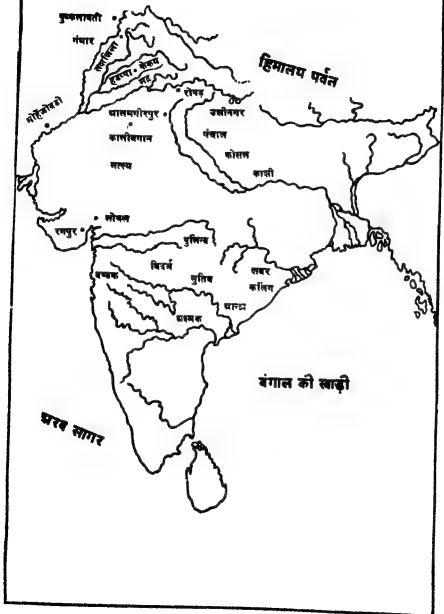 पुष्कलावती
गंधार
तक्षशिला
हिमालय पर्वत
केकय
हड़प्पा
मद्र
रोपड़
मोहेंजोदड़ो
आलमगीरपुर
उशीनगर
कालीबंगान
पंचाल
कोसल
मत्स्य
काशी
लोथल
रंगपुर
पुलिन्द
विदर्भ
शबर
मुतिब
कलिंग
आन्ध्र
अश्मक
बंगाल की खाड़ी
अरब सागर